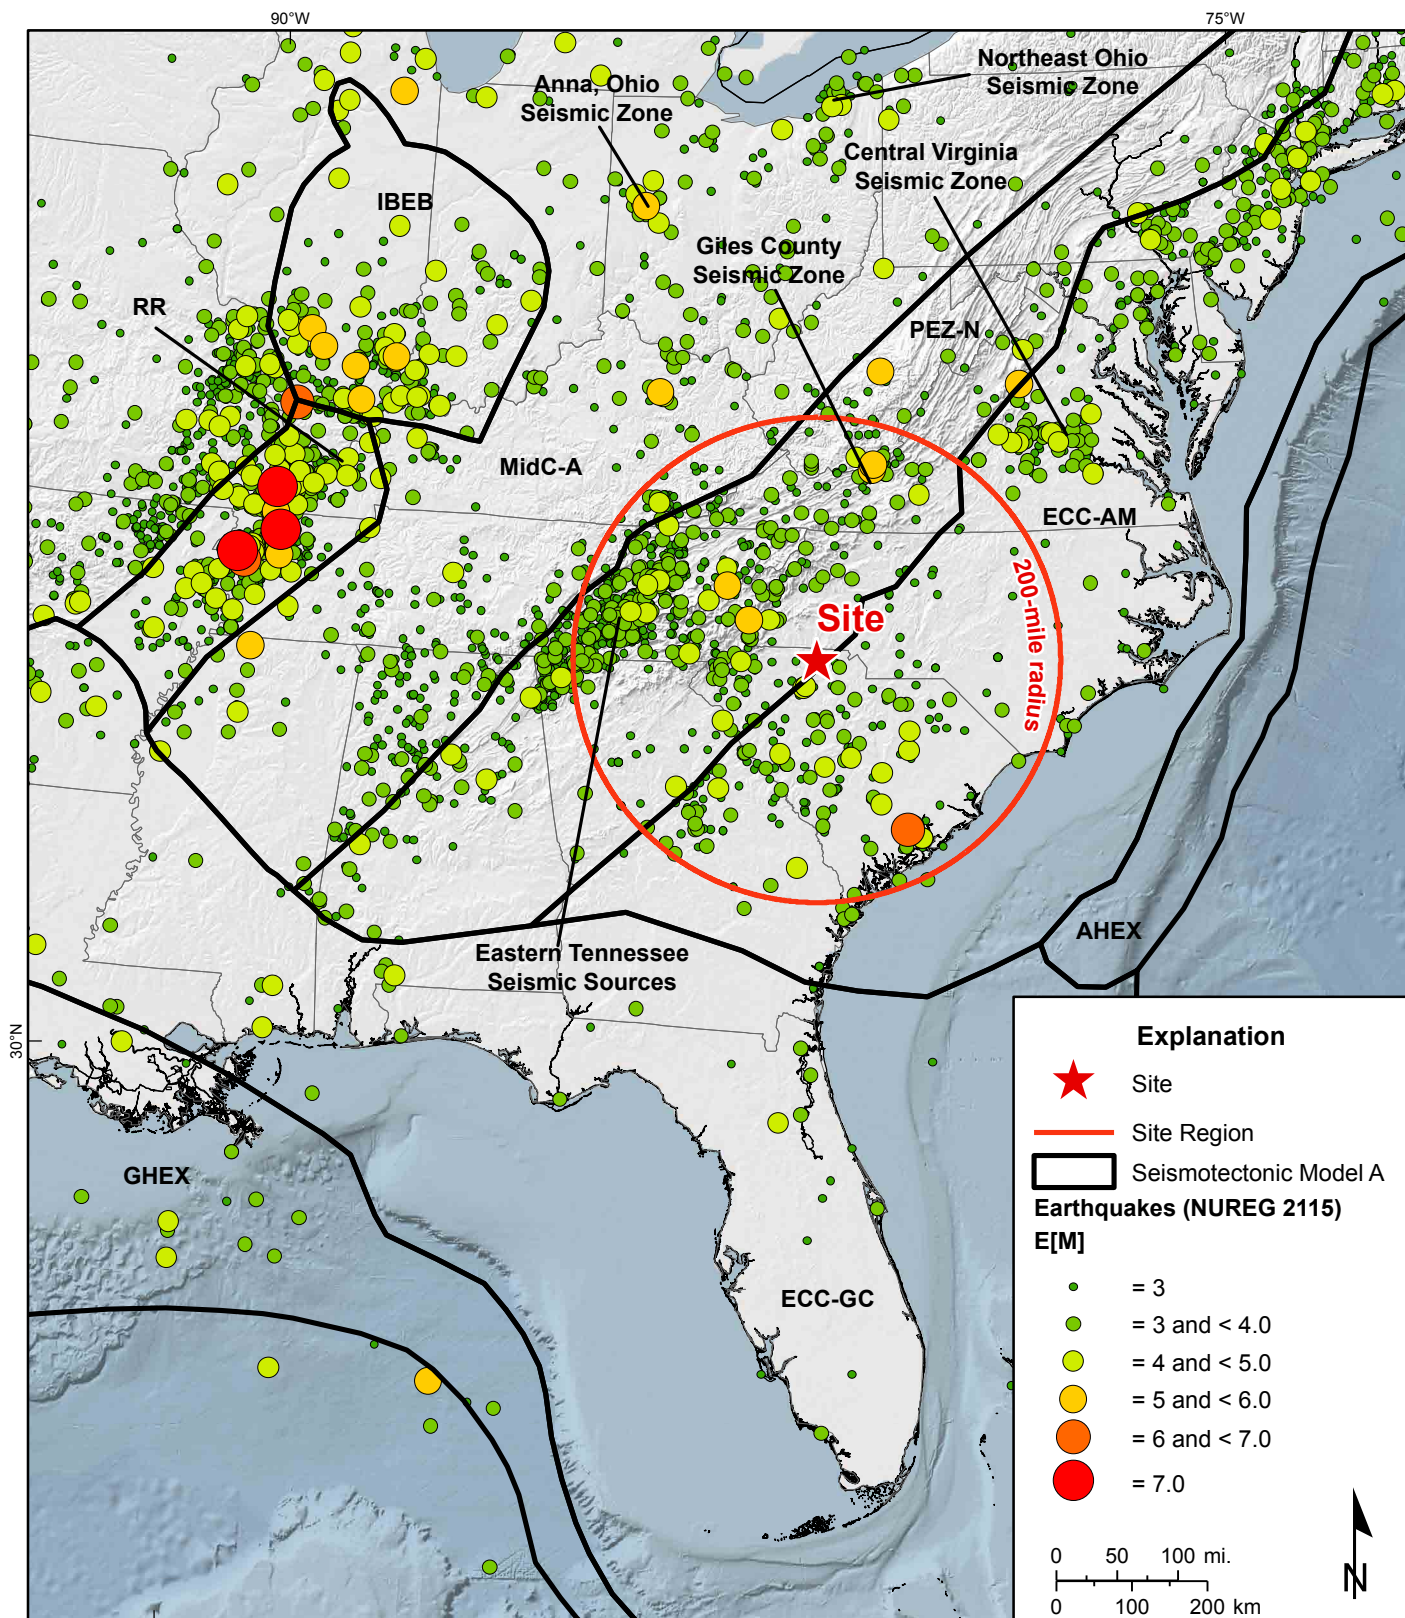 90°W
75°W
Northeast Ohio
Seismic Zone
Anna, Ohio
Seismic Zone
Central Virginia
Seismic Zone
IBEB
Giles County
Seismic Zone
RR
PEZ-N
MidC-A
ECC-AM
200-mile radius
Site
AHEX
Eastern Tennessee
Seismic Sources
30°N
GHEX
ECC-GC
Explanation
Site
Site Region
Seismotectonic Model A
Earthquakes (NUREG 2115)
E[M]
= 3
= 3 and < 4.0
= 4 and < 5.0
= 5 and < 6.0
= 6 and < 7.0
= 7.0
0 50 100 mi.
0 100 200 km
N